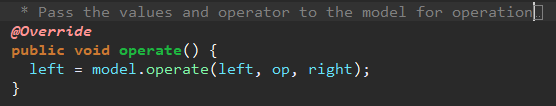 * Pass the values and operator to the model for operation
@Override
public void operate() {
left = model.operate(left, op, right);
}